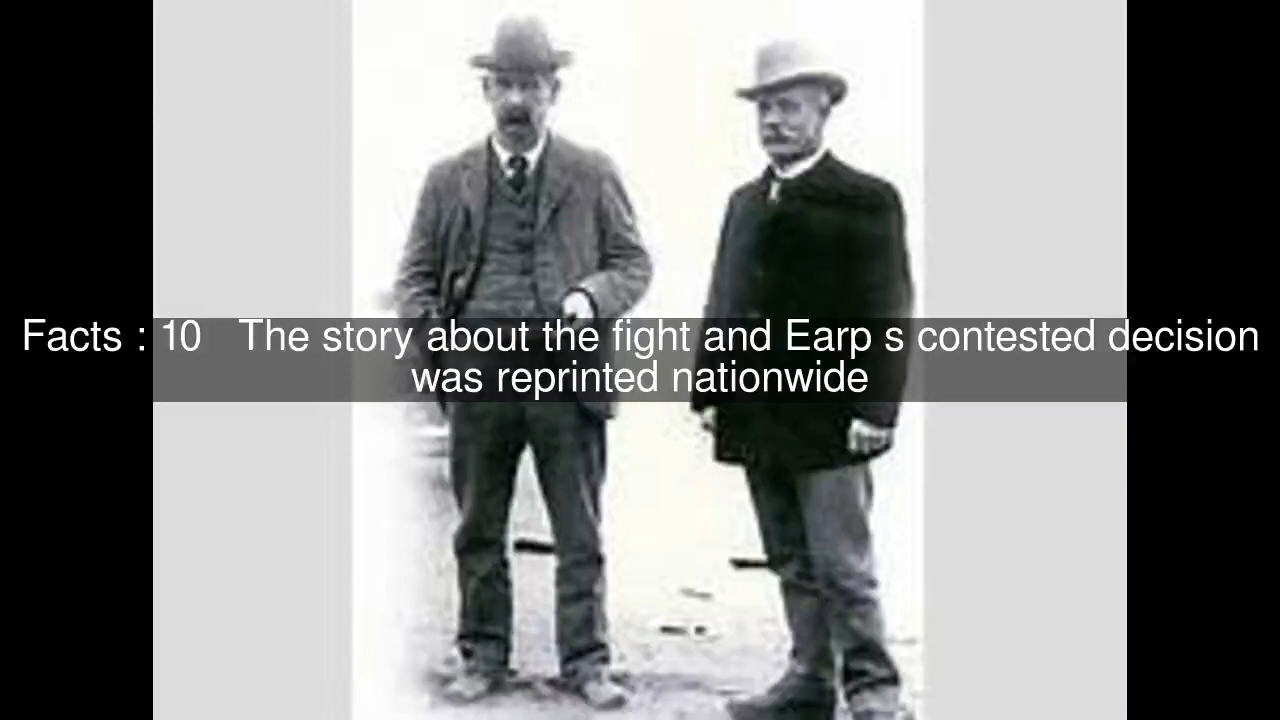 Facts : 10 The story about the fight and Earp s contested decision
was reprinted nationwide